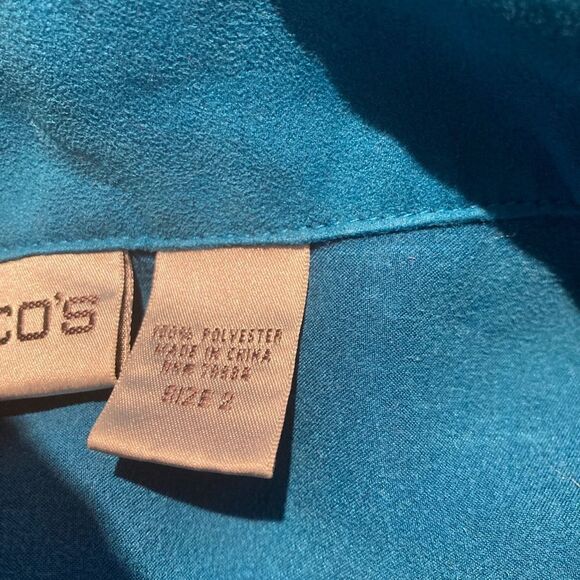 CO'S
100% POLYESTER
MADE IN CHINA
SIZE 2